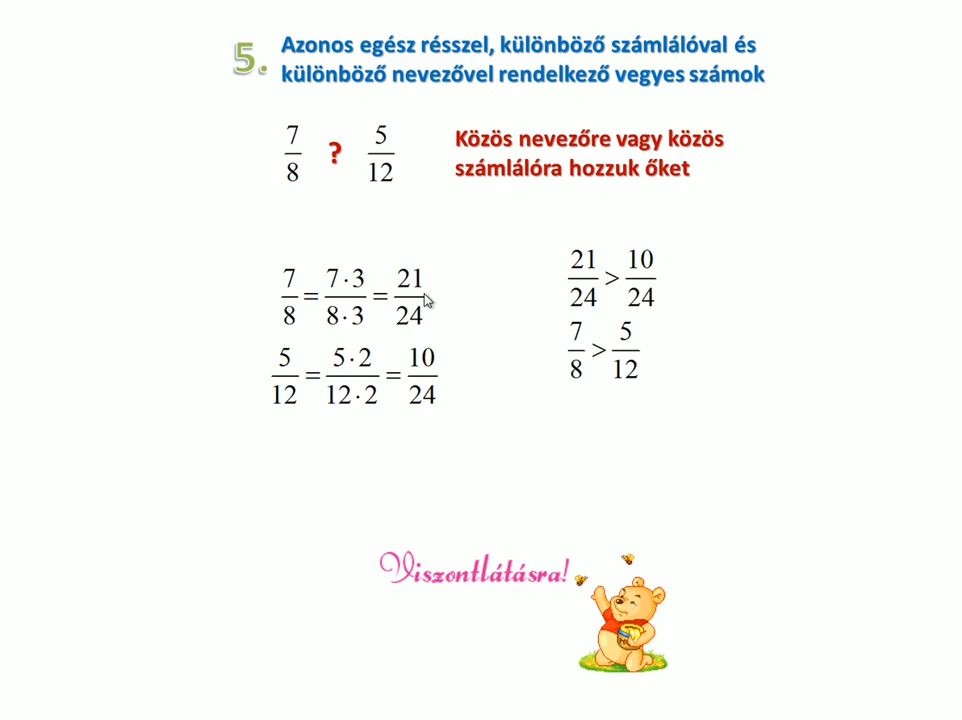 5. Azonos egész résszel, különböző számlálóval és
különböző nevezővel rendelkező vegyes számok
7/8 ? 5/12
Közös nevezőre vagy közös
számlálóra hozzuk őket
7/8 = 7·3/8·3 = 21/24
5/12 = 5·2/12·2 = 10/24
21/24 > 10/24
7/8 > 5/12
Viszontlátásra!